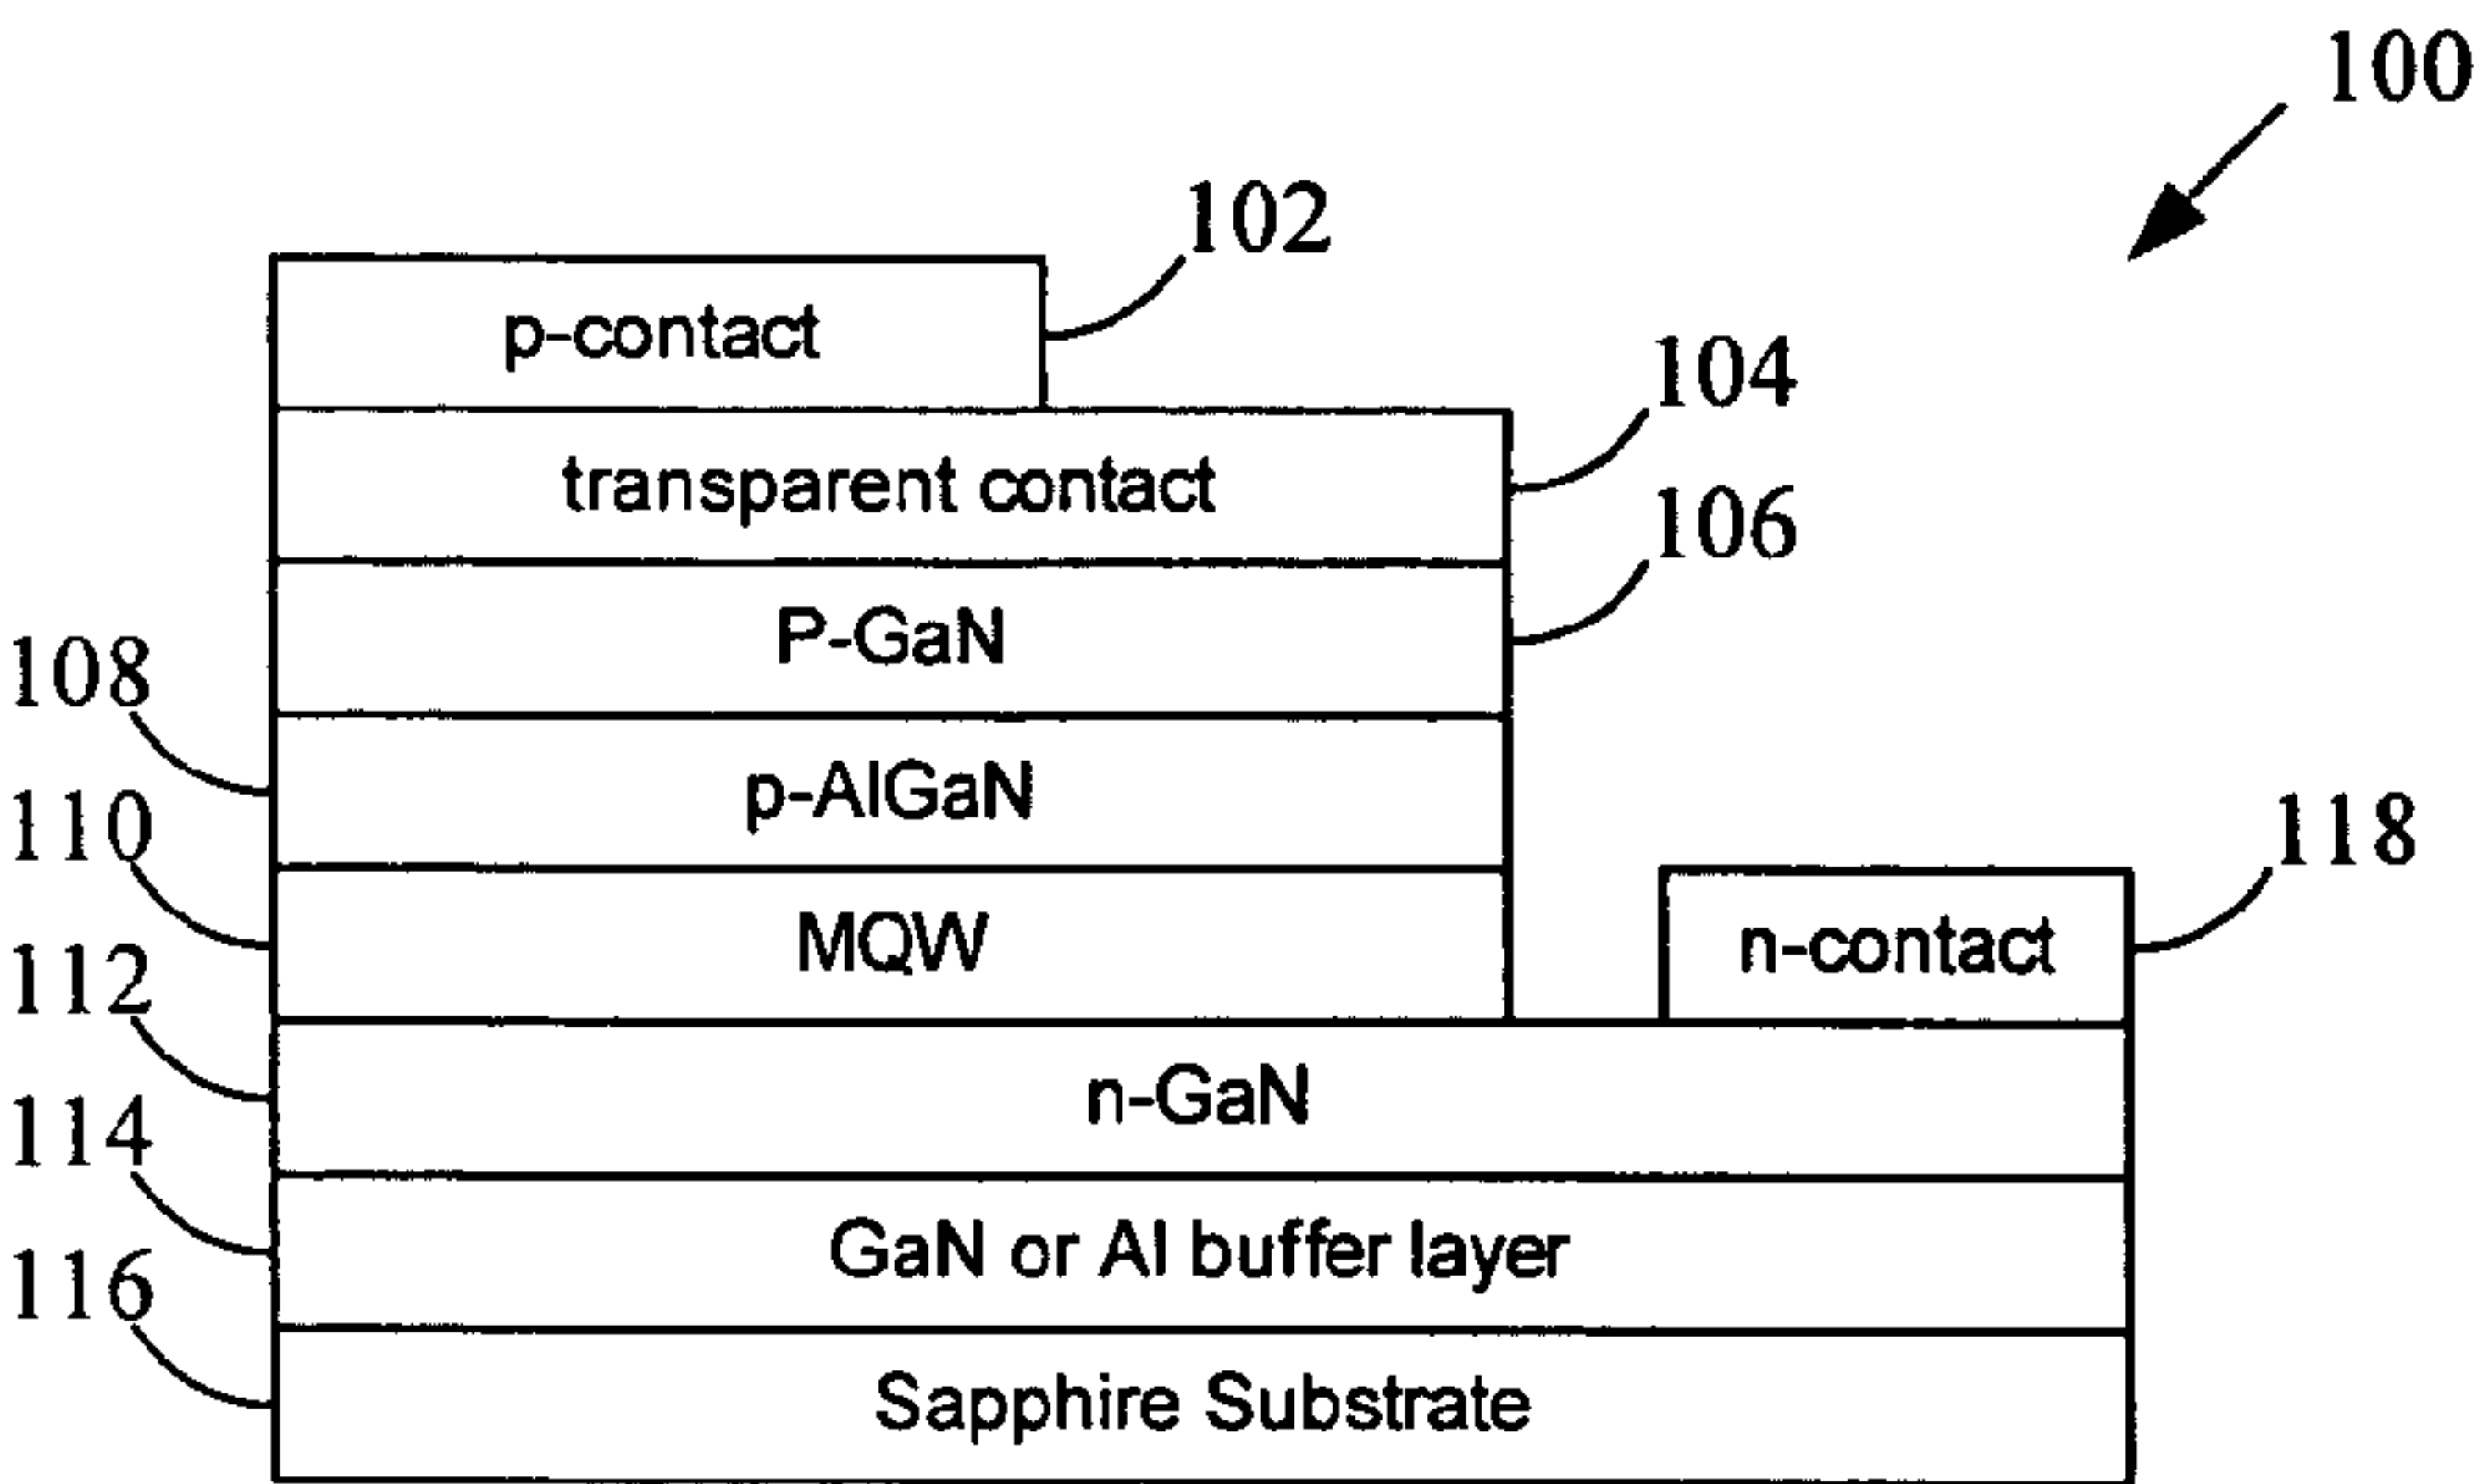 100
102
p-contact
104
transparent contact
106
P-GaN
108
p-AlGaN
110
118
MQW
n-contact
112
n-GaN
114
GaN or Al buffer layer
116
Sapphire Substrate